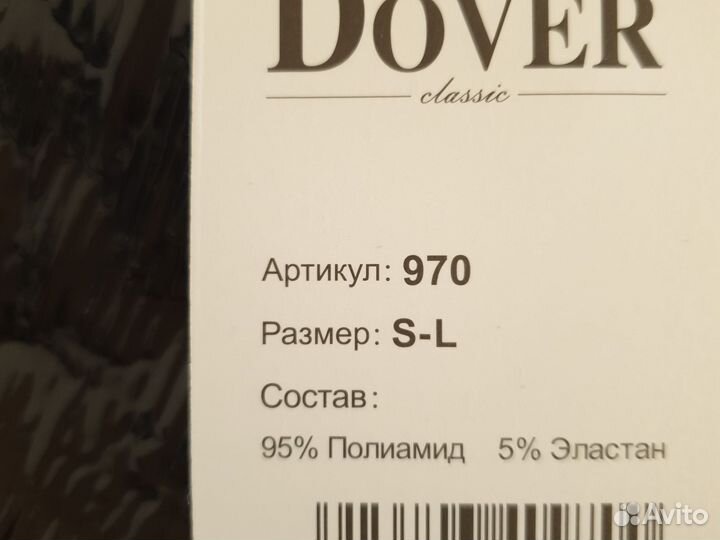 DOVER
classic
Артикул: 970
Размер: S-L
Состав:
95% Полиамид 5% Эластан
Avito